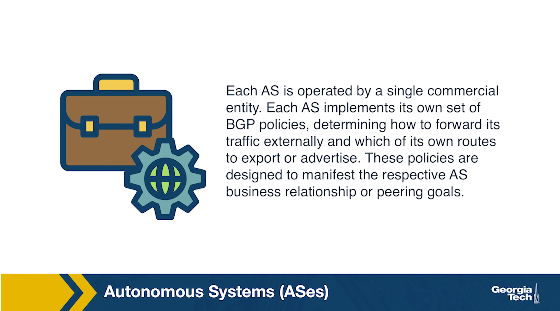 Each AS is operated by a single commercial
entity. Each AS implements its own set of
BGP policies, determining how to forward its
traffic externally and which of its own routes
to export or advertise. These policies are
designed to manifest the respective AS
business relationship or peering goals.
Autonomous Systems (ASes)
Georgia
Tech